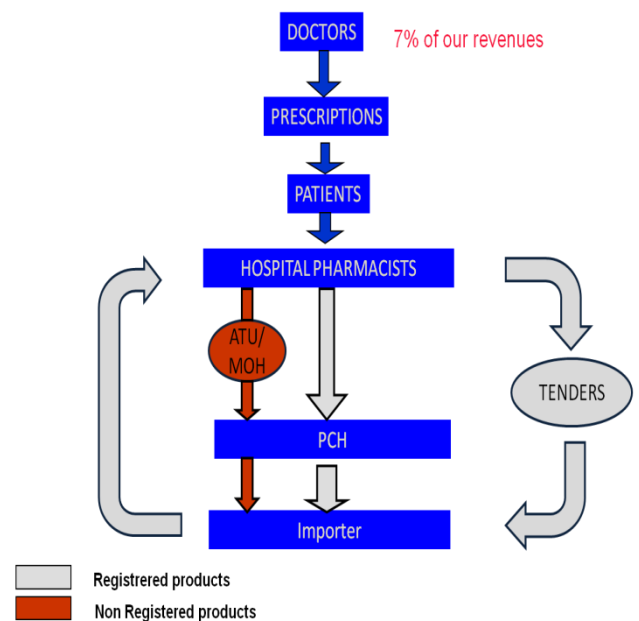 DOCTORS
7% of our revenues
PRESCRIPTIONS
PATIENTS
HOSPITAL PHARMACISTS
ATU/
MOH
TENDERS
PCH
Importer
Registrered products
Non Registered products